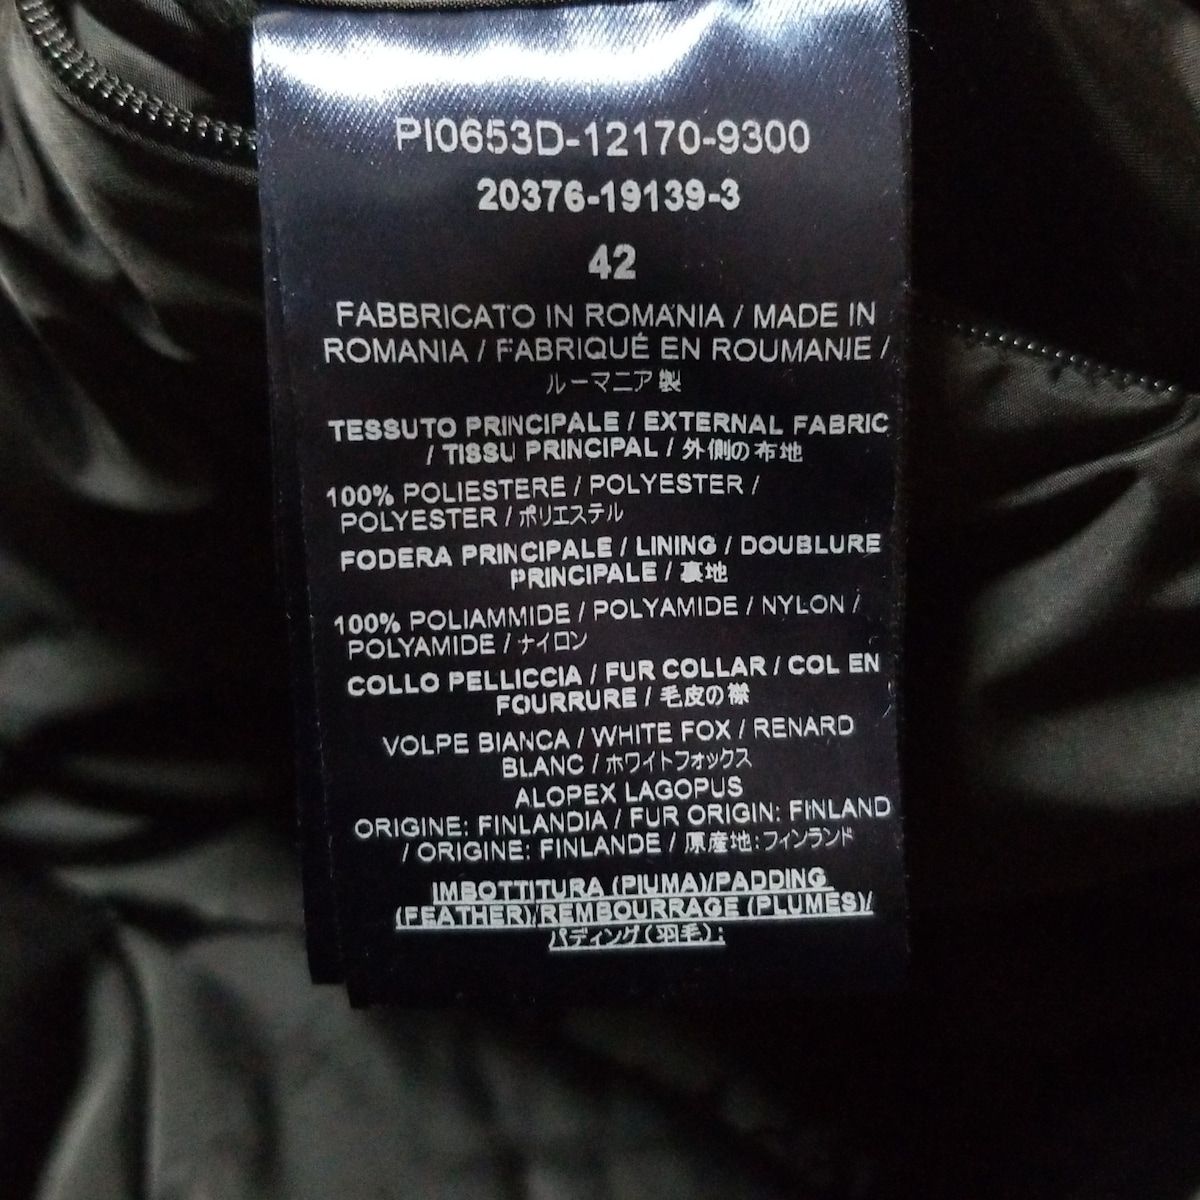 PI0653D-12170-9300
20376-19139-3
42
FABBRICATO IN ROMANIA / MADE IN
ROMANIA / FABRIQUÉ EN ROUMANIE /
ルーマニア製
TESSUTO PRINCIPALE / EXTERNAL FABRIC
/ TISSU PRINCIPAL / 外側の布地
100% POLIESTERE / POLYESTER /
POLYESTER / ポリエステル
FODERA PRINCIPALE / LINING / DOUBLURE
PRINCIPALE / 裏地
100% POLIAMMIDE / POLYAMIDE / NYLON /
POLYAMIDE / ナイロン
COLLO PELLICCIA / FUR COLLAR / COL EN
FOURRURE / 毛皮の襟
VOLPE BIANCA / WHITE FOX / RENARD
BLANC / ホワイトフォックス
ALOPEX LAGOPUS
ORIGINE: FINLANDIA / FUR ORIGIN: FINLAND
/ ORIGINE: FINLANDE / 原産地:フィンランド
IMBOTTITURA (PIUMA)/PADDING
(FEATHER)/REMBOURRAGE (PLUMES)/
パディング(羽毛):